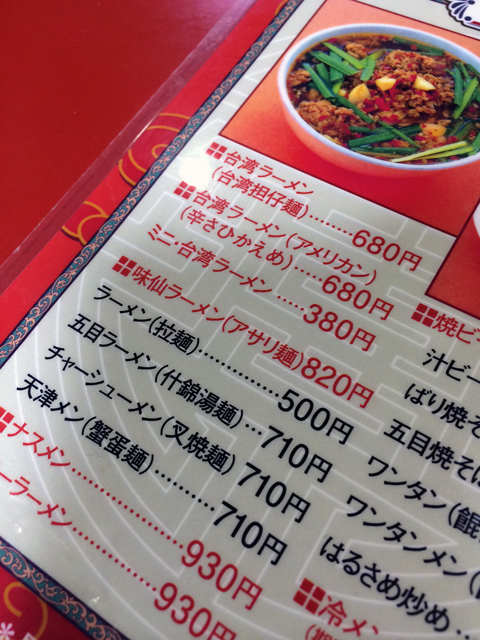 台湾ラーメン
(台湾担仔麺)………680円
台湾ラーメン(アメリカン)
(辛さひかえめ)……680円
ミニ・台湾ラーメン……380円
味仙ラーメン(アサリ麺)820円
ラーメン(拉麺)……………500円
五目ラーメン(什錦湯麺)…710円
チャーシューメン(叉焼麺) 710円
天津メン(蟹蛋麺)………710円
ナスメン……………930円
ーラーメン…………930円
焼ビ
汁ビー
ばり焼そ
五目焼そば
ワンタン(餛
ワンタンメン(
はるさめ炒め…
冷メン